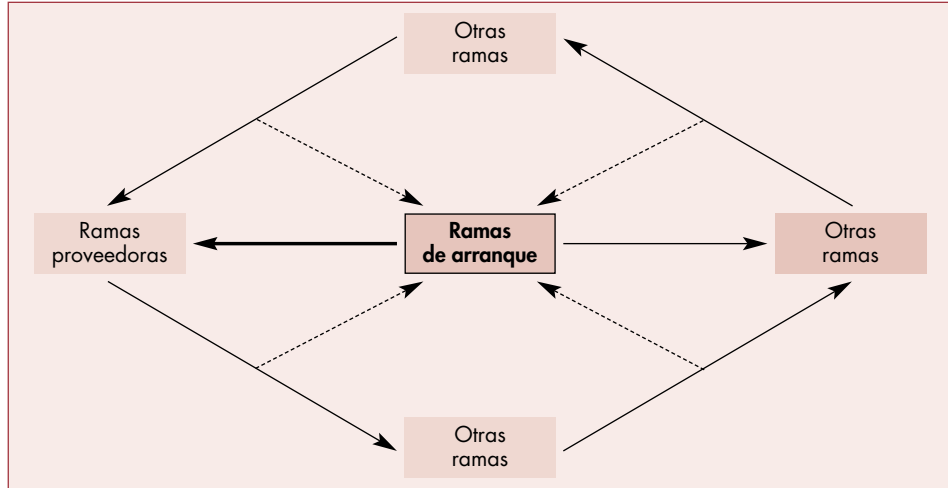 Otras
ramas
Ramas
proveedoras
Ramas
de arranque
Otras
ramas
Otras
ramas